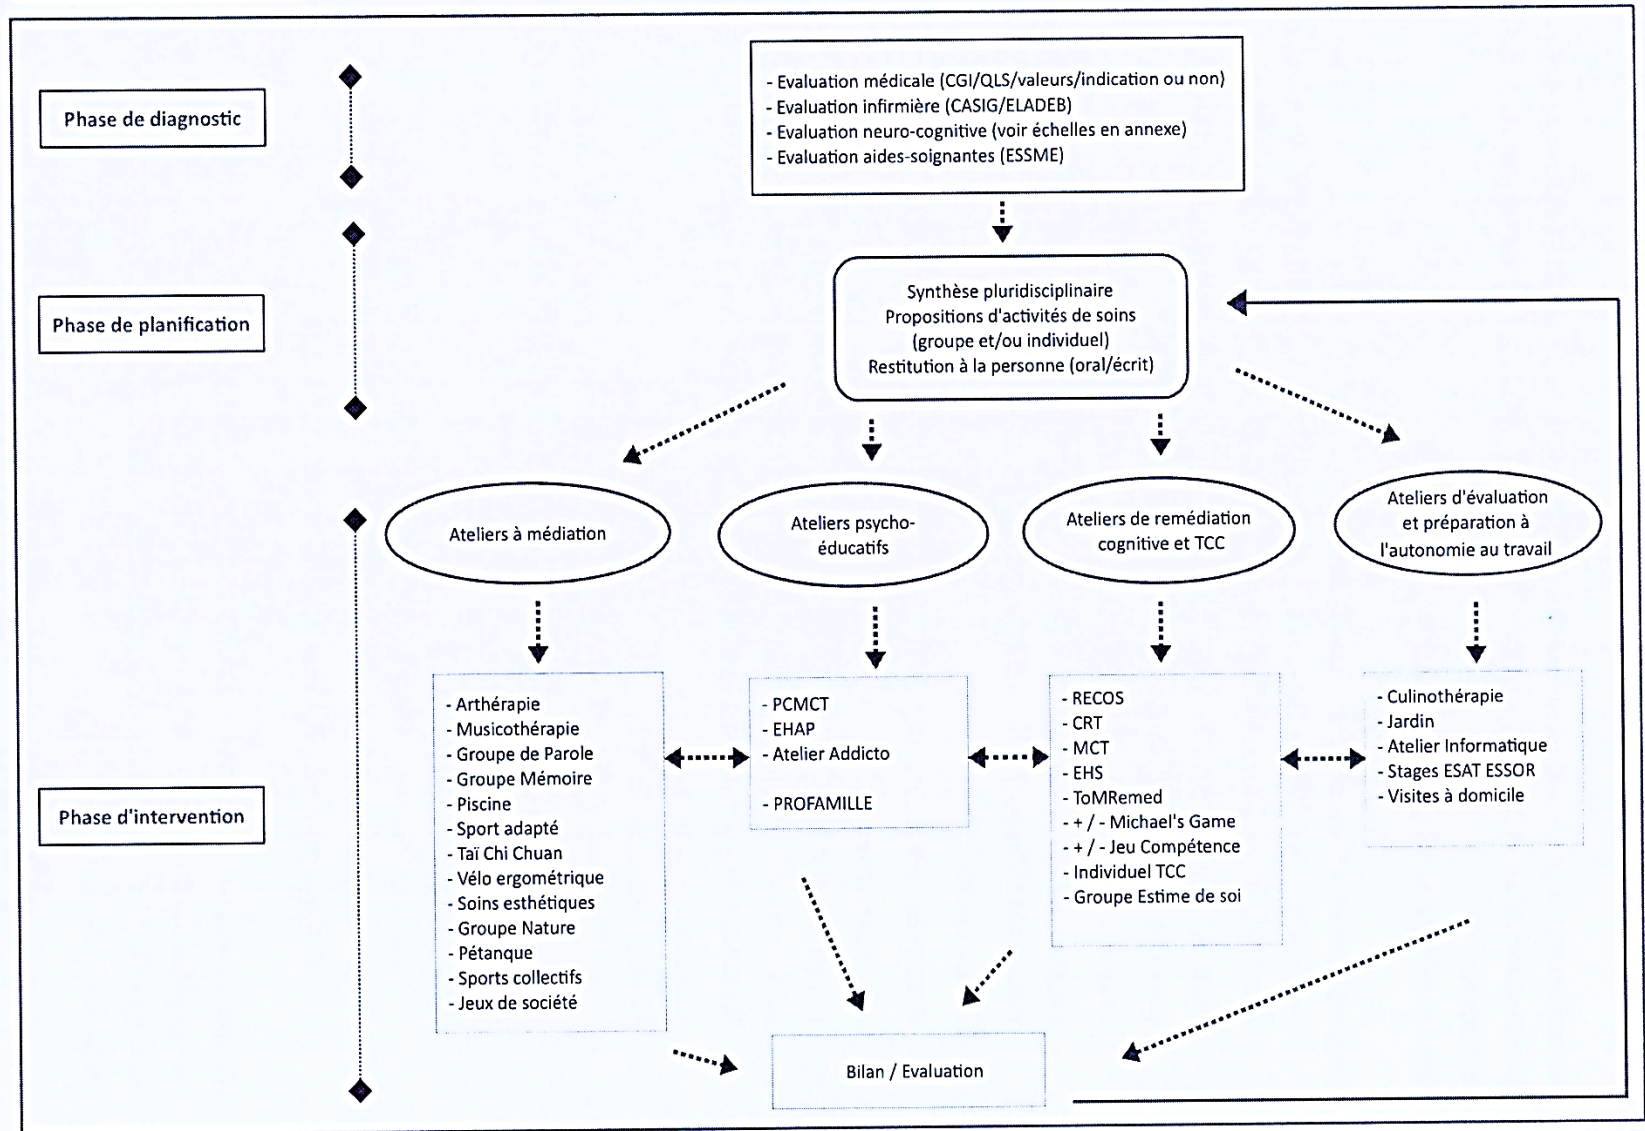 Phase de diagnostic
- Evaluation médicale (CGI/QLS/valeurs/indication ou non)
- Evaluation infirmière (CASIG/ELADEB)
- Evaluation neuro-cognitive (voir échelles en annexe)
- Evaluation aides-soignantes (ESSME)
Phase de planification
Synthèse pluridisciplinaire
Propositions d'activités de soins
(groupe et/ou individuel)
Restitution à la personne (oral/écrit)
Ateliers à médiation
Ateliers psycho-
éducatifs
Ateliers de remédiation
cognitive et TCC
Ateliers d'évaluation
et préparation à
l'autonomie au travail
Phase d'intervention
- Arthérapie
- Musicothérapie
- Groupe de Parole
- Groupe Mémoire
- Piscine
- Sport adapté
- Taï Chi Chuan
- Vélo ergométrique
- Soins esthétiques
- Groupe Nature
- Pétanque
- Sports collectifs
- Jeux de société
- PCMCT
- EHAP
- Atelier Addicto
- PROFAMILLE
- RECOS
- CRT
- MCT
- EHS
- ToMRemed
- + / - Michael's Game
- + / - Jeu Compétence
- Individuel TCC
- Groupe Estime de soi
- Culinothérapie
- Jardin
- Atelier Informatique
- Stages ESAT ESSOR
- Visites à domicile
Bilan / Evaluation